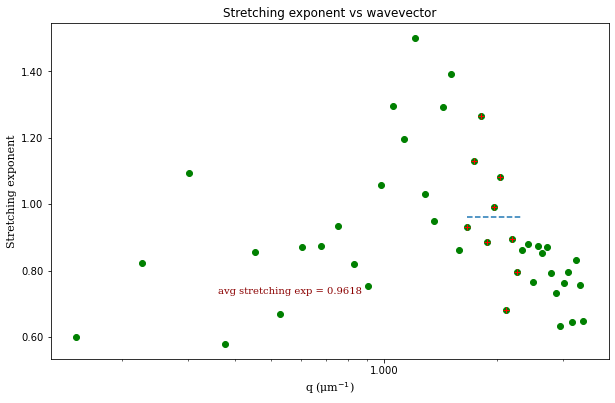 Stretching exponent vs wavevector
Stretching exponent
1.40
1.20
1.00
0.80
0.60
avg stretching exp = 0.9618
1.000
q (μm⁻¹)